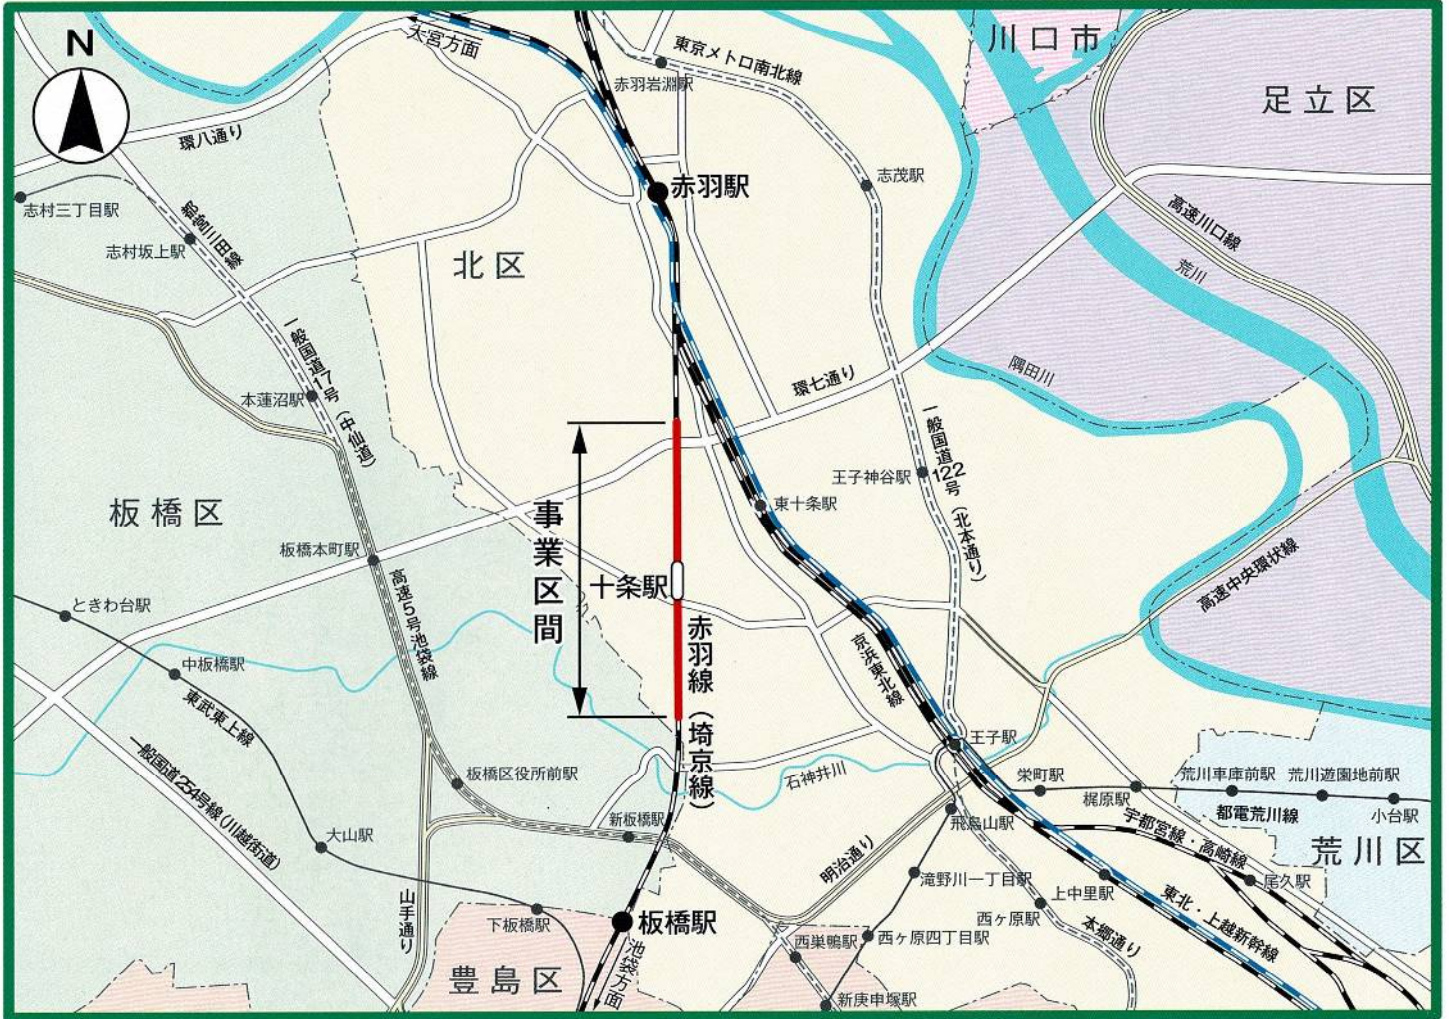 N
大宮方面
東京メトロ南北線
川口市
赤羽岩淵駅
足立区
環八通り
赤羽駅
志茂駅
志村三丁目駅
都営三田線
志村坂上駅
高速川口線
北区
荒川
一般国道17号(中仙道)
隅田川
環七通り
本蓮沼駅
一般国道122号(北本通り)
王子神谷駅
東十条駅
板橋区
事業区間
板橋本町駅
高速中央環状線
高速5号池袋線
十条駅
ときわ台駅
赤羽線(埼京線)
京浜東北線
中板橋駅
東武東上線
王子駅
一般国道254号線(川越街道)
板橋区役所前駅
石神井川
栄町駅
荒川車庫前駅
荒川遊園地前駅
梶原駅
都電荒川線
小台駅
新板橋駅
飛鳥山駅
宇都宮線・高崎線
大山駅
明治通り
荒川区
滝野川一丁目駅
上中里駅
尾久駅
山手通り
下板橋駅
板橋駅
西ヶ原駅
東北・上越新幹線
西巣鴨駅
西ヶ原四丁目駅
本郷通り
池袋方面
豊島区
新庚申塚駅